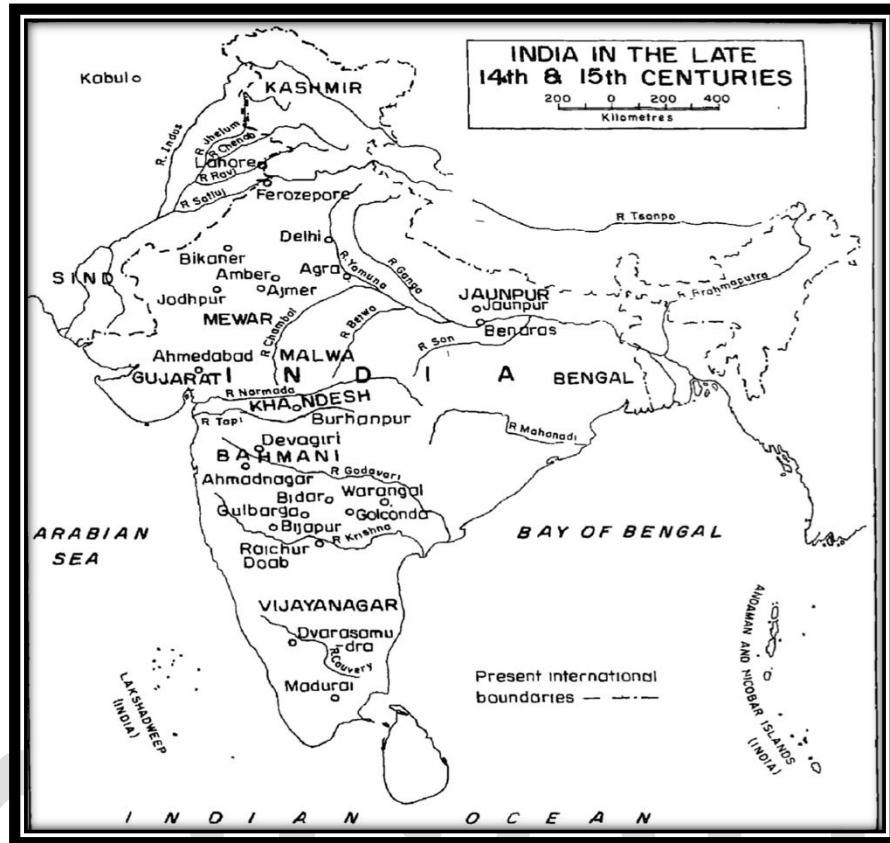 INDIA IN THE LATE
14th & 15th CENTURIES
200 0 200 400
Kilometres
Kabul
KASHMIR
R. Indus
R Jhelum
R Chenab
Lahore
R Ravi
R Satluj
Ferozepore
Delhi
R Tsanpo
Bikaner
SIND
Amber
Agra
R. Yamuna
R. Ganga
R. Brahmaputra
Jodhpur
Ajmer
JAUNPUR
Jaunpur
MEWAR
R Chambal
R. Betwa
Benaras
R Son
Ahmedabad
MALWA
GUJARAT
I N D I A
BENGAL
R Narmada
KHANDESH
R Tapi
Burhanpur
Devagiri
R Mahanadi
BAHMANI
Ahmadnagar
R Godavari
Bidar
Warangal
Gulbarga
Golconda
Bijapur
ARABIAN
SEA
BAY OF BENGAL
R Krishna
Raichur
Doab
VIJAYANAGAR
Dvarasamu
-dra
R Cauvery
Madurai
Present international
boundaries
LAKSHADWEEP
(INDIA)
ANDAMAN AND NICOBAR ISLANDS
(INDIA)
I N D I A N O C E A N